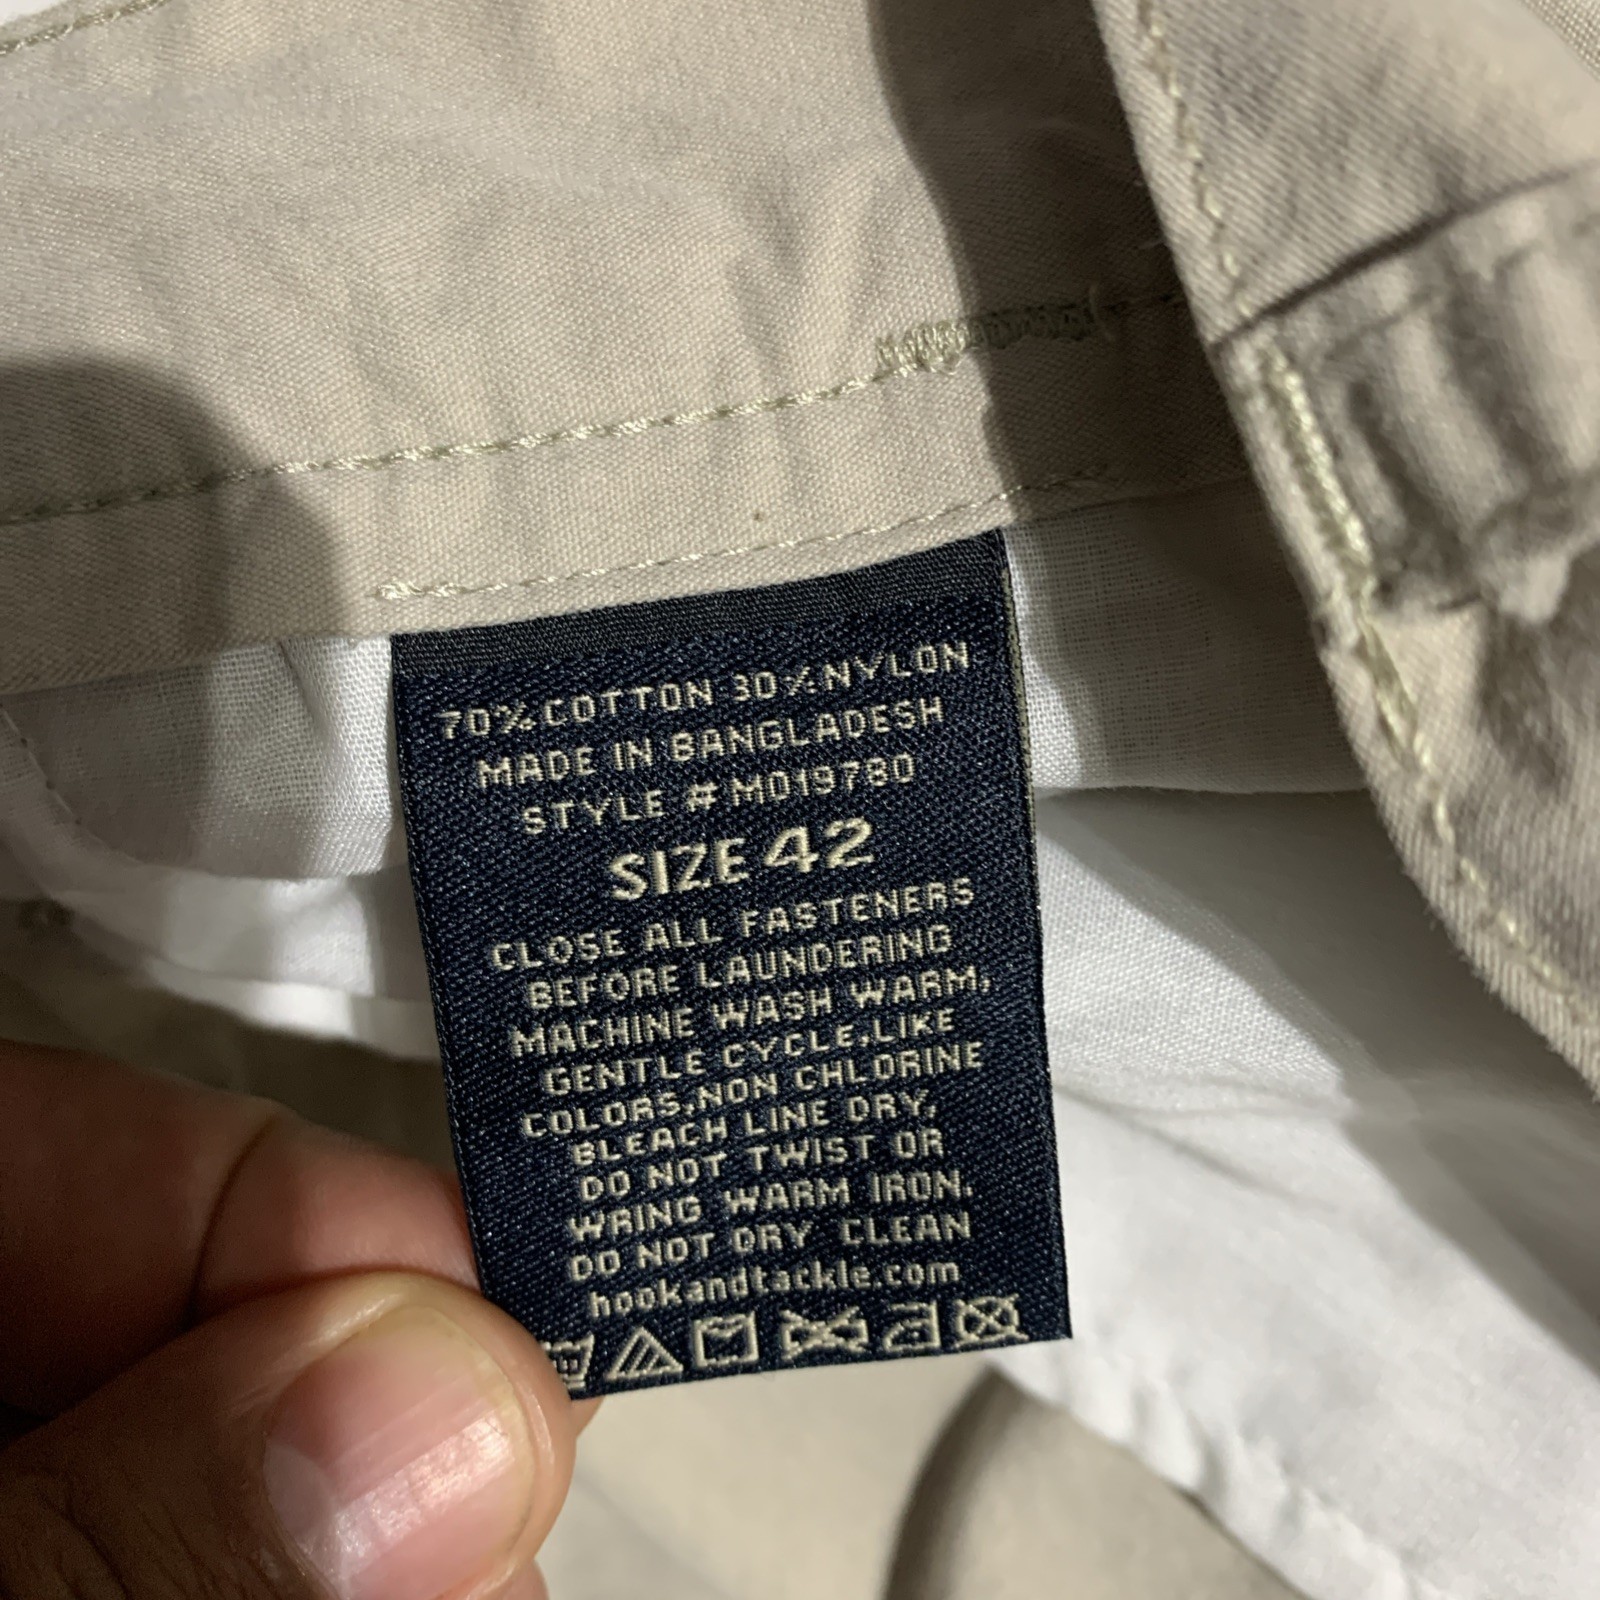 70% COTTON 30% NYLON
MADE IN BANGLADESH
STYLE # M019780
SIZE 42
CLOSE ALL FASTENERS
BEFORE LAUNDERING
MACHINE WASH WARM,
GENTLE CYCLE, LIKE
COLORS, NON CHLORINE
BLEACH LINE DRY,
DO NOT TWIST OR
WRING WARM IRON.
DO NOT DRY CLEAN
hookandtackle.com